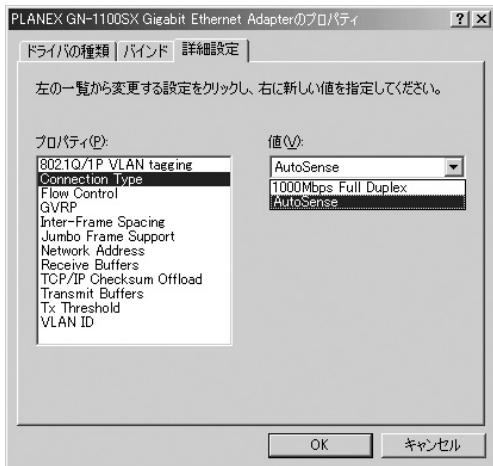 PLANEX GN-1100SX Gigabit Ethernet Adapterのプロパティ
ドライバの種類 バインド 詳細設定
左の一覧から変更する設定をクリックし、右に新しい値を指定してください。
プロパティ(P):
802.1Q/1P VLAN tagging
Connection Type
Flow Control
GVRP
Inter-Frame Spacing
Jumbo Frame Support
Network Address
Receive Buffers
TCP/IP Checksum Offload
Transmit Buffers
Tx Threshold
VLAN ID
値(V):
AutoSense
1000Mbps Full Duplex
AutoSense
OK キャンセル